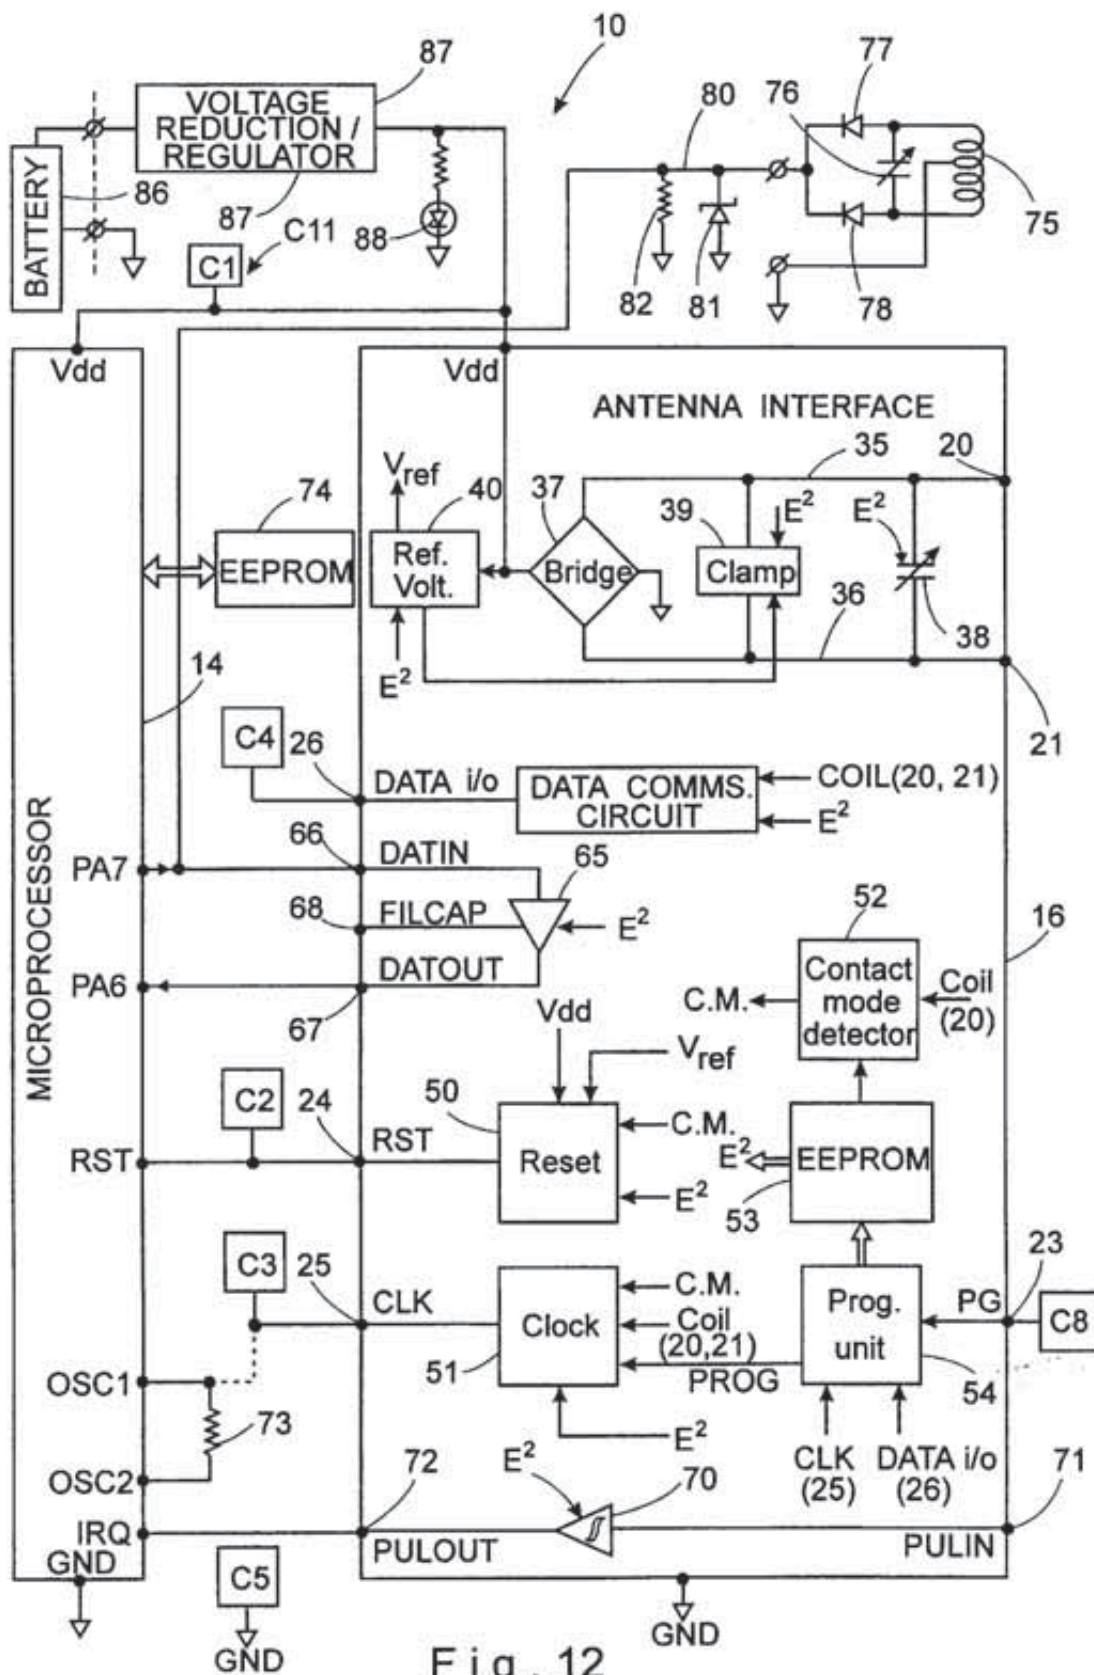 10
87
77
VOLTAGE
REDUCTION /
REGULATOR
80
76
BATTERY
86
87
88
C11
C1
82
81
78
75
Vdd
Vdd
ANTENNA INTERFACE
Vref
40
37
35
20
74
39
E²
E²
EEPROM
Ref.
Volt.
Bridge
Clamp
36
38
E²
14
21
C4
26
DATA i/o
DATA COMMS.
CIRCUIT
COIL(20, 21)
E²
MICROPROCESSOR
66
PA7
DATIN
65
68
FILCAP
E²
52
16
PA6
DATOUT
67
Contact
mode
detector
C.M.
Coil
(20)
Vdd
Vref
C2
24
50
RST
RST
Reset
C.M.
E²
E²
EEPROM
53
C3
25
CLK
Clock
51
C.M.
Coil
(20,21)
PROG
E²
Prog.
unit
PG
23
C8
54
OSC1
73
OSC2
CLK
(25)
DATA i/o
(26)
72
E²
70
71
IRQ
PULOUT
PULIN
GND
C5
GND
GND
Fig. 12